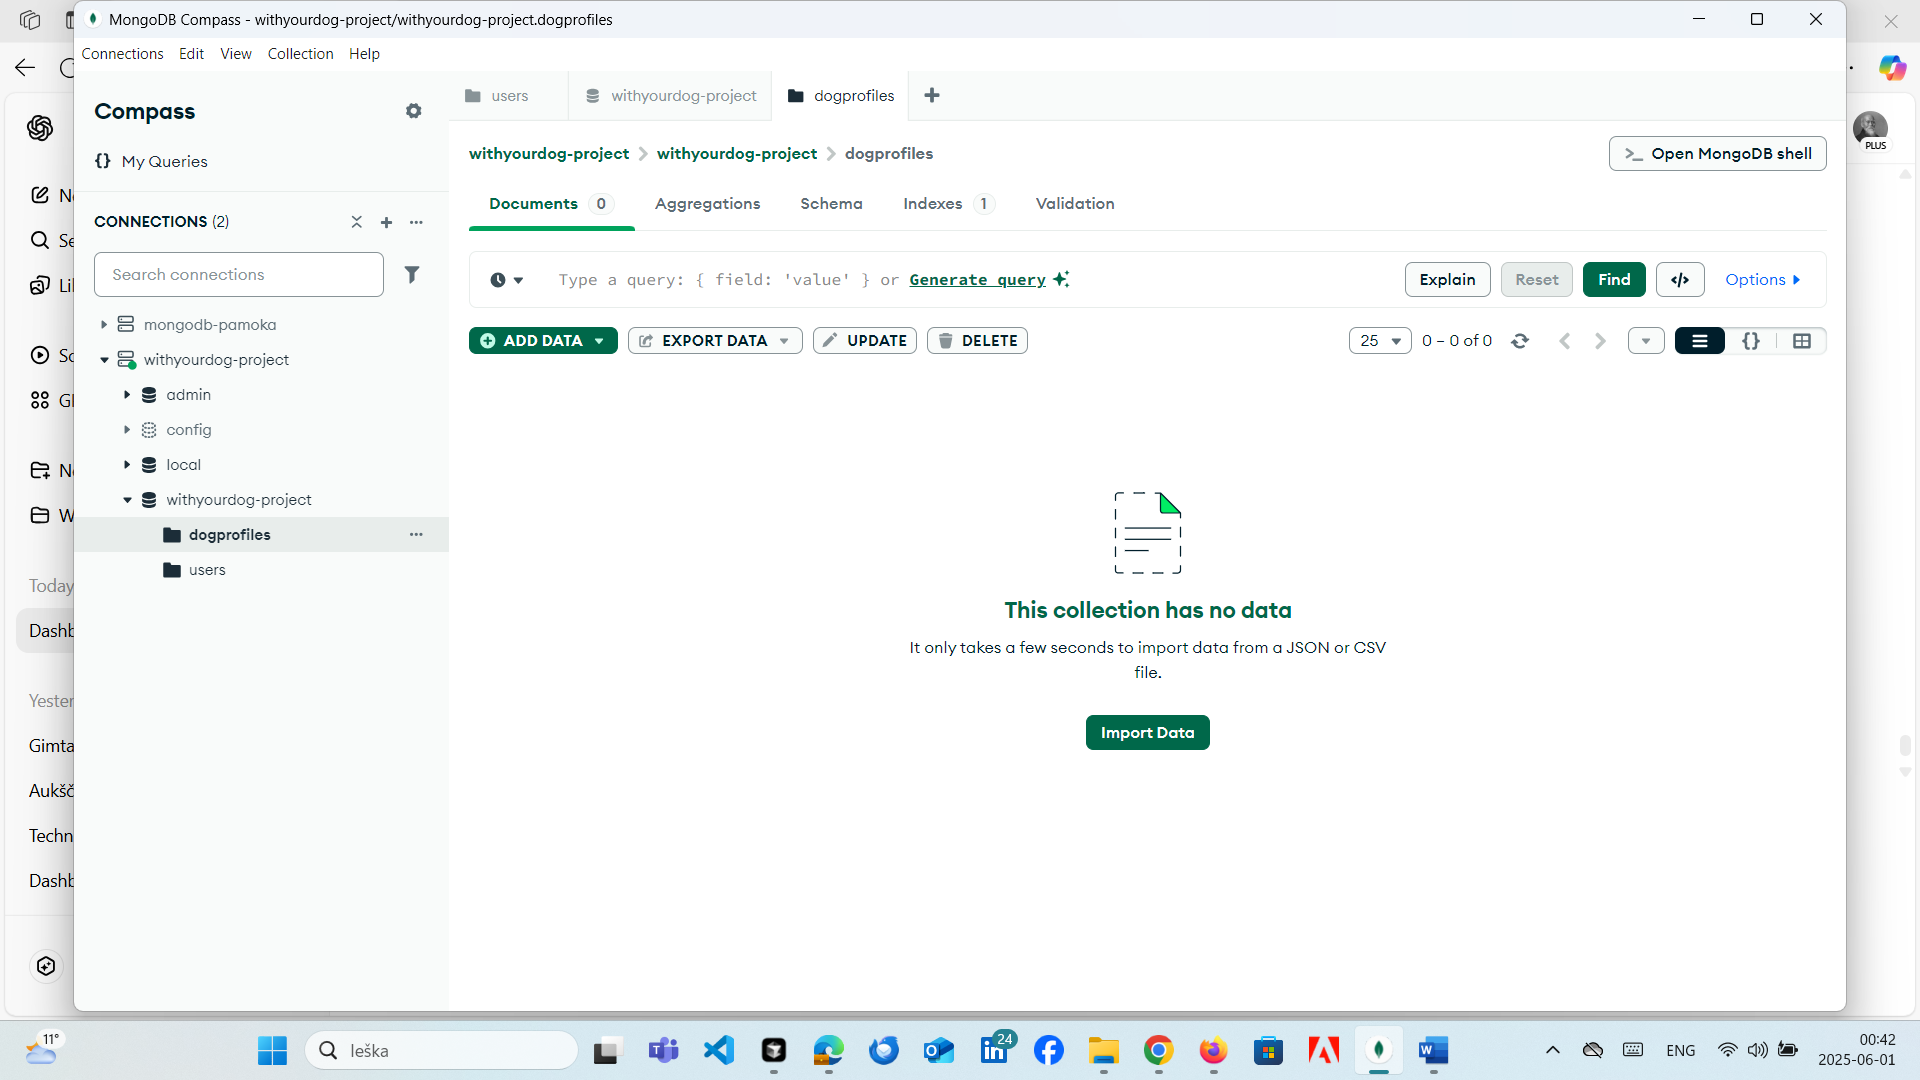 MongoDB Compass - withyourdog-project/withyourdog-project.dogprofiles
Connections Edit View Collection Help
Compass
users
withyourdog-project
dogprofiles
My Queries
withyourdog-project
withyourdog-project
dogprofiles
>_ Open MongoDB shell
PLUS
CONNECTIONS (2)
Documents 0
Aggregations
Schema
Indexes 1
Validation
Search connections
Type a query: { field: 'value' } or Generate query
Explain
Reset
Find
</>
Options
mongodb-pamoka
withyourdog-project
admin
config
local
withyourdog-project
dogprofiles
users
ADD DATA
EXPORT DATA
UPDATE
DELETE
25
0 – 0 of 0
{}
This collection has no data
It only takes a few seconds to import data from a JSON or CSV
file.
Import Data
Today
Dashb
Yester
Gimta
Aukšč
Techn
Dashb
11°
leška
24
ENG
00:42
2025-06-01